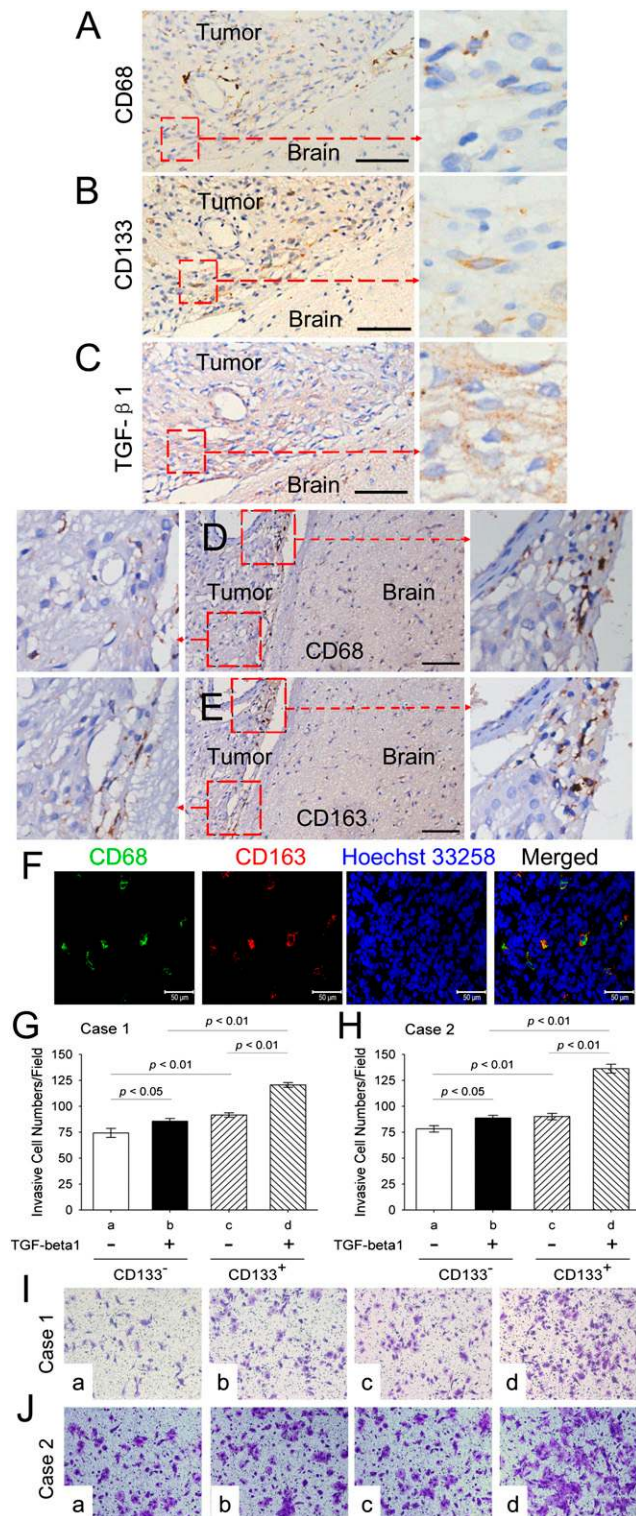 A
Tumor
CD68
Brain
B
Tumor
CD133
Brain
C
Tumor
TGF-β1
Brain
D
Tumor
Brain
CD68
E
Tumor
Brain
CD163
F
CD68 CD163 Hoechst 33258 Merged
50 μm 50 μm 50 μm 50 μm
G Case 1
p < 0.01
p < 0.01
p < 0.01
p < 0.05
Invasive Cell Numbers/Field
150
125
100
75
50
25
0
a b c d
TGF-beta1 − + − +
CD133- CD133+
H Case 2
p < 0.01
p < 0.01
p < 0.01
p < 0.05
Invasive Cell Numbers/Field
150
125
100
75
50
25
0
a b c d
− + − +
CD133- CD133+
I
Case 1
a b c d
J
Case 2
a b c d